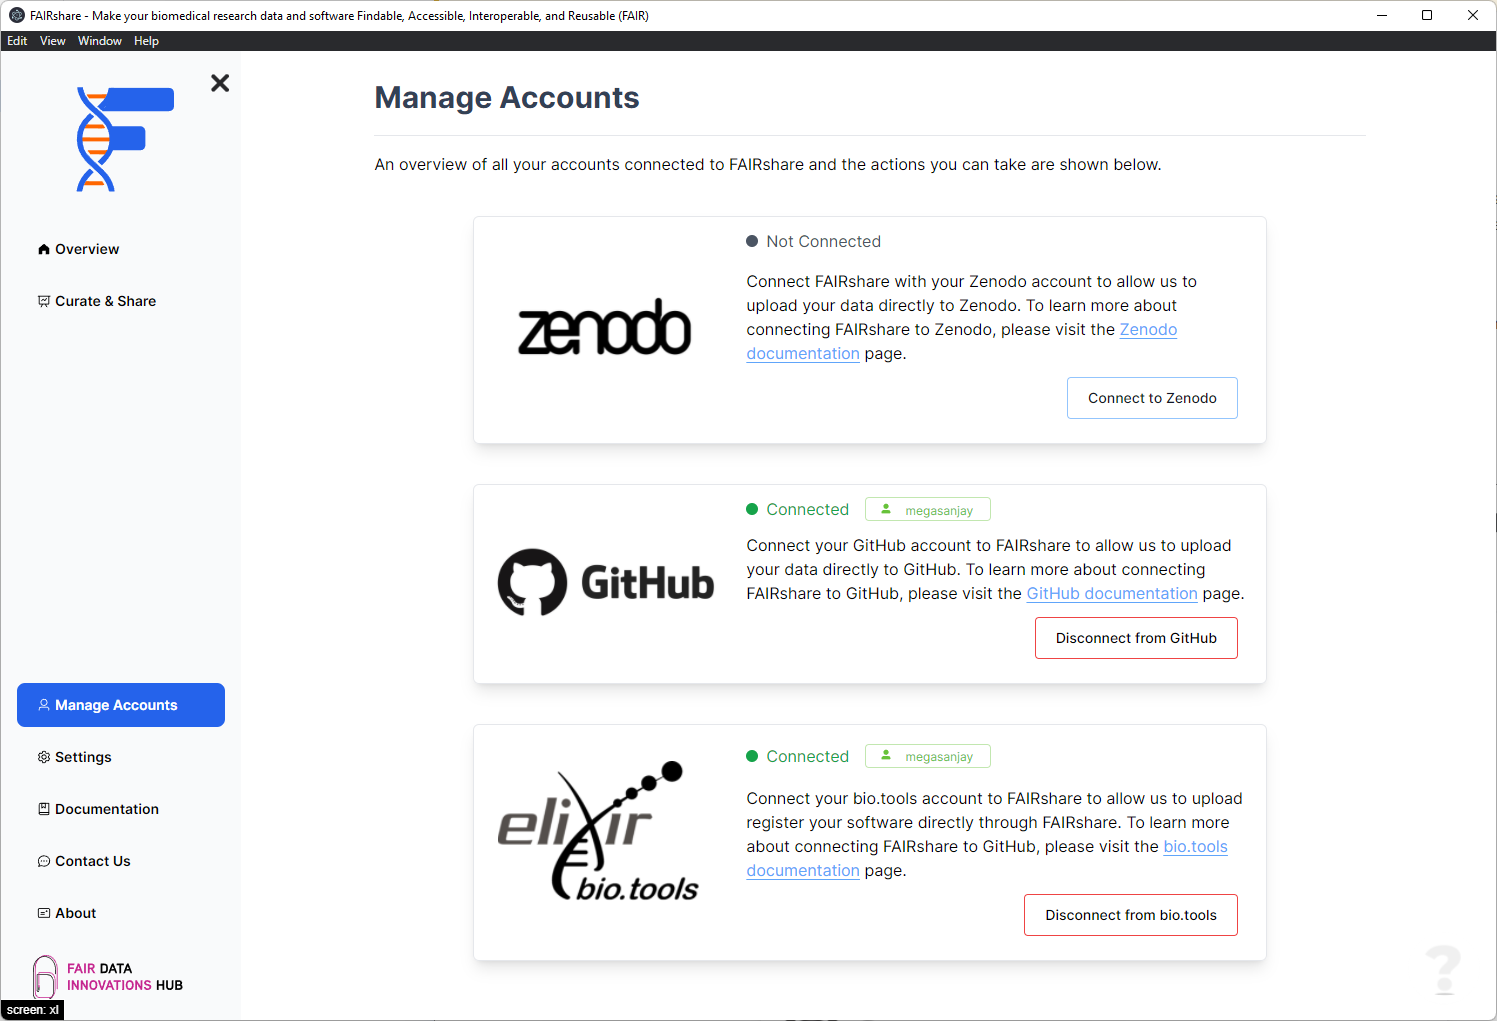 FAIRshare - Make your biomedical research data and software Findable, Accessible, Interoperable, and Reusable (FAIR)
Edit View Window Help
Overview
Curate & Share
Manage Accounts
Settings
Documentation
Contact Us
About
FAIR DATA
INNOVATIONS HUB
screen: xl
Manage Accounts
An overview of all your accounts connected to FAIRshare and the actions you can take are shown below.
zenodo
Not Connected
Connect FAIRshare with your Zenodo account to allow us to
upload your data directly to Zenodo. To learn more about
connecting FAIRshare to Zenodo, please visit the Zenodo
documentation page.
Connect to Zenodo
GitHub
Connected megasanjay
Connect your GitHub account to FAIRshare to allow us to upload
your data directly to GitHub. To learn more about connecting
FAIRshare to GitHub, please visit the GitHub documentation page.
Disconnect from GitHub
elixir
bio.tools
Connected megasanjay
Connect your bio.tools account to FAIRshare to allow us to upload
register your software directly through FAIRshare. To learn more
about connecting FAIRshare to GitHub, please visit the bio.tools
documentation page.
Disconnect from bio.tools
?